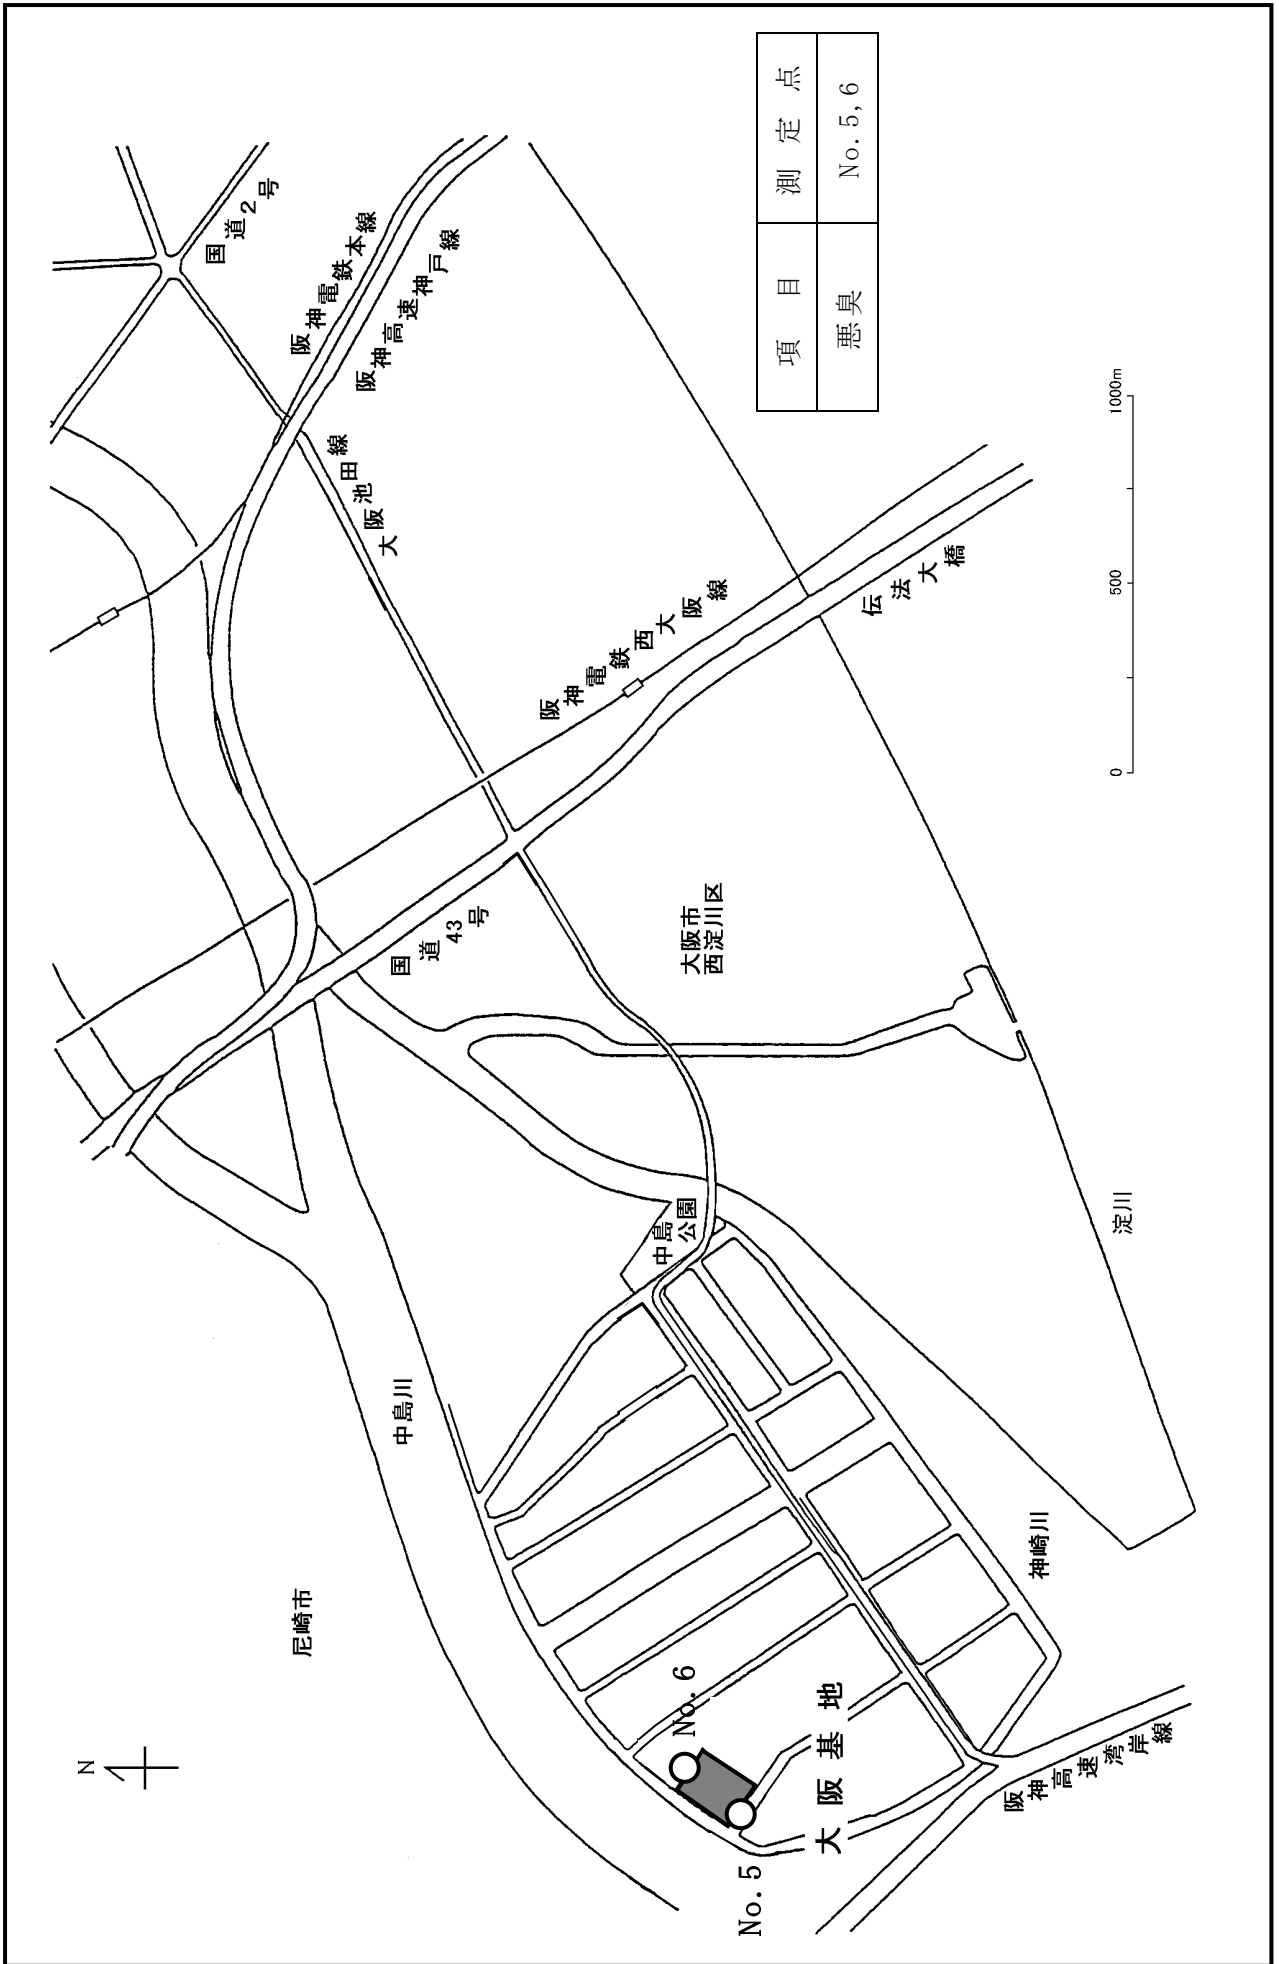 N
尼崎市
中島川
国道2号
阪神電鉄本線
阪神高速神戸線
大阪池田線
阪神電鉄西大阪線
国道43号
伝法大橋
大阪市
西淀川区
中島
公園
No. 6
No. 5
大阪基地
神崎川
淀川
阪神高速湾岸線
項目 測定点
悪臭 No. 5, 6
0 500 1000m